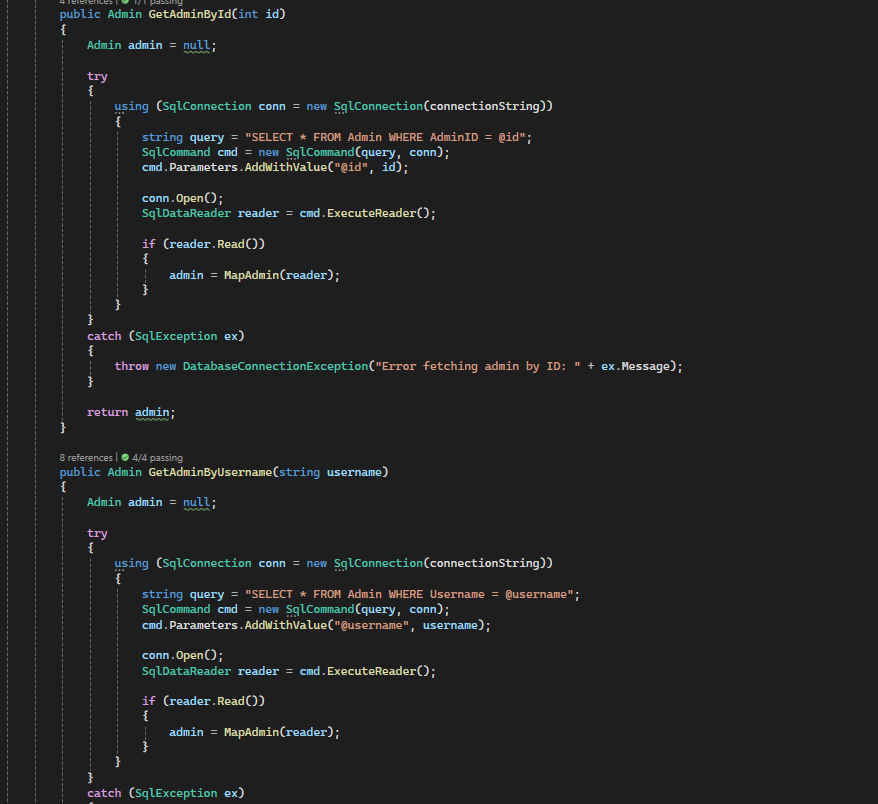 4 references | 1/1 passing
public Admin GetAdminById(int id)
{
Admin admin = null;
try
{
using (SqlConnection conn = new SqlConnection(connectionString))
{
string query = "SELECT * FROM Admin WHERE AdminID = @id";
SqlCommand cmd = new SqlCommand(query, conn);
cmd.Parameters.AddWithValue("@id", id);
conn.Open();
SqlDataReader reader = cmd.ExecuteReader();
if (reader.Read())
{
admin = MapAdmin(reader);
}
}
}
catch (SqlException ex)
{
throw new DatabaseConnectionException("Error fetching admin by ID: " + ex.Message);
}
return admin;
}
8 references | 4/4 passing
public Admin GetAdminByUsername(string username)
{
Admin admin = null;
try
{
using (SqlConnection conn = new SqlConnection(connectionString))
{
string query = "SELECT * FROM Admin WHERE Username = @username";
SqlCommand cmd = new SqlCommand(query, conn);
cmd.Parameters.AddWithValue("@username", username);
conn.Open();
SqlDataReader reader = cmd.ExecuteReader();
if (reader.Read())
{
admin = MapAdmin(reader);
}
}
}
catch (SqlException ex)
{